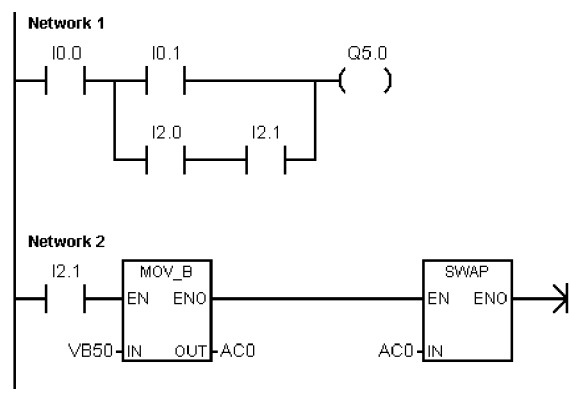 Network 1
I0.0 I0.1 Q5.0
I2.0 I2.1
Network 2
I2.1 MOV_B SWAP
EN ENO EN ENO
VB50 IN OUT AC0 AC0 IN